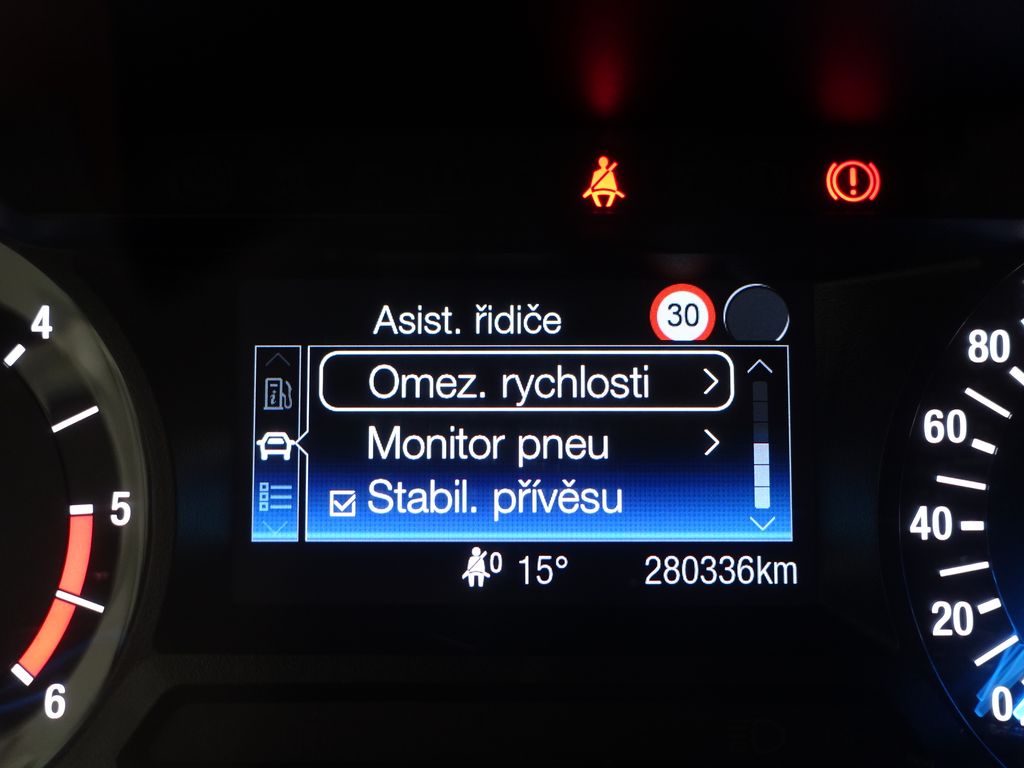 Asist. řidiče
30
Omez. rychlosti
Monitor pneu
Stabil. přívěsu
0 15° 280336km
4
5
6
80
60
40
20
0